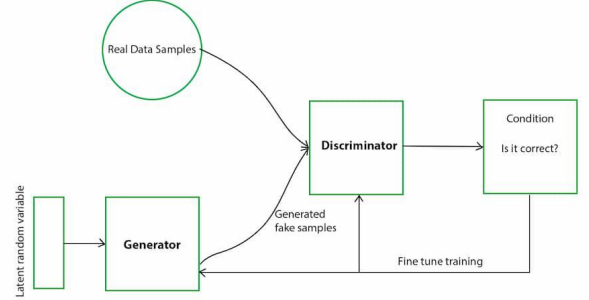 Real Data Samples
Discriminator
Condition
Is it correct?
Latent random variable
Generator
Generated
fake samples
Fine tune training